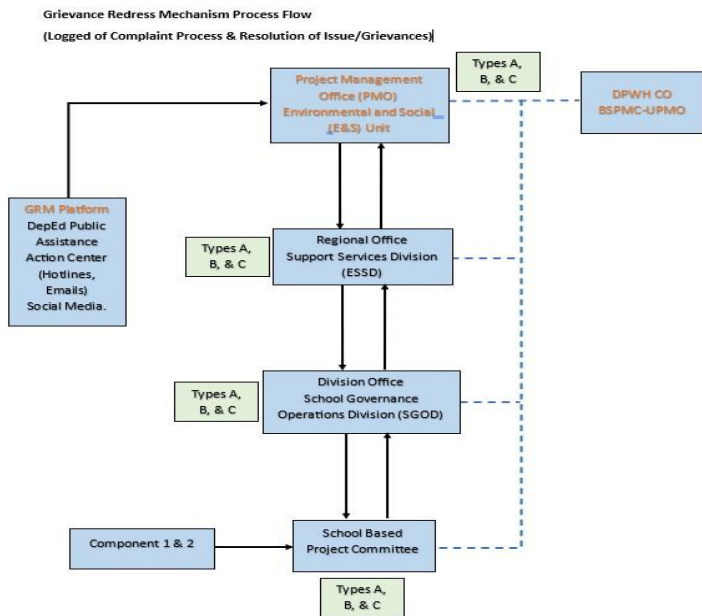 Grievance Redress Mechanism Process Flow
(Logged of Complaint Process & Resolution of Issue/Grievances)
Types A,
B, & C
Project Management
Office (PMO)
Environmental and Social
(E&S) Unit
DPWH CO
BSPMC-UPMO
GRM Platform
DepEd Public
Assistance
Action Center
(Hotlines,
Emails)
Social Media.
Types A,
B, & C
Regional Office
Support Services Division
(ESSD)
Types A,
B, & C
Division Office
School Governance
Operations Division (SGOD)
Component 1 & 2
School Based
Project Committee
Types A,
B, & C